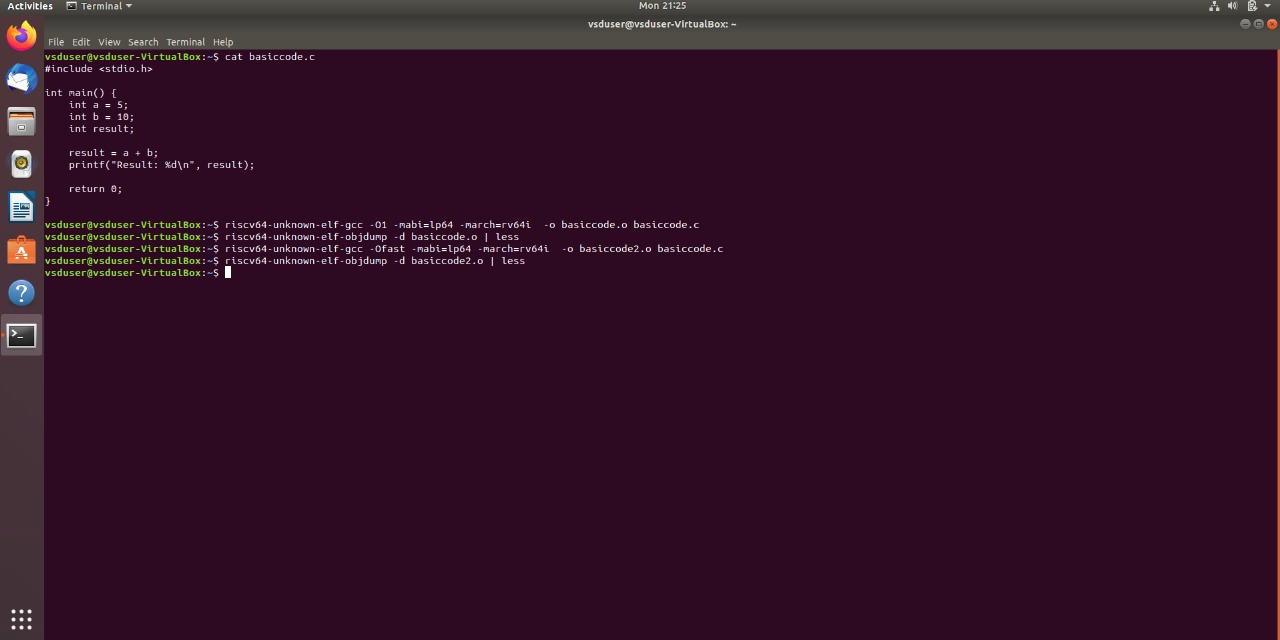 Activities Terminal Mon 21:25
vsduser@vsduser-VirtualBox: ~
File Edit View Search Terminal Help
vsduser@vsduser-VirtualBox:~$ cat basiccode.c
#include <stdio.h>

int main() {
    int a = 5;
    int b = 10;
    int result;

    result = a + b;
    printf("Result: %d\n", result);

    return 0;
}

vsduser@vsduser-VirtualBox:~$ riscv64-unknown-elf-gcc -O1 -mabi=lp64 -march=rv64i  -o basiccode.o basiccode.c
vsduser@vsduser-VirtualBox:~$ riscv64-unknown-elf-objdump -d basiccode.o | less
vsduser@vsduser-VirtualBox:~$ riscv64-unknown-elf-gcc -Ofast -mabi=lp64 -march=rv64i  -o basiccode2.o basiccode.c
vsduser@vsduser-VirtualBox:~$ riscv64-unknown-elf-objdump -d basiccode2.o | less
vsduser@vsduser-VirtualBox:~$